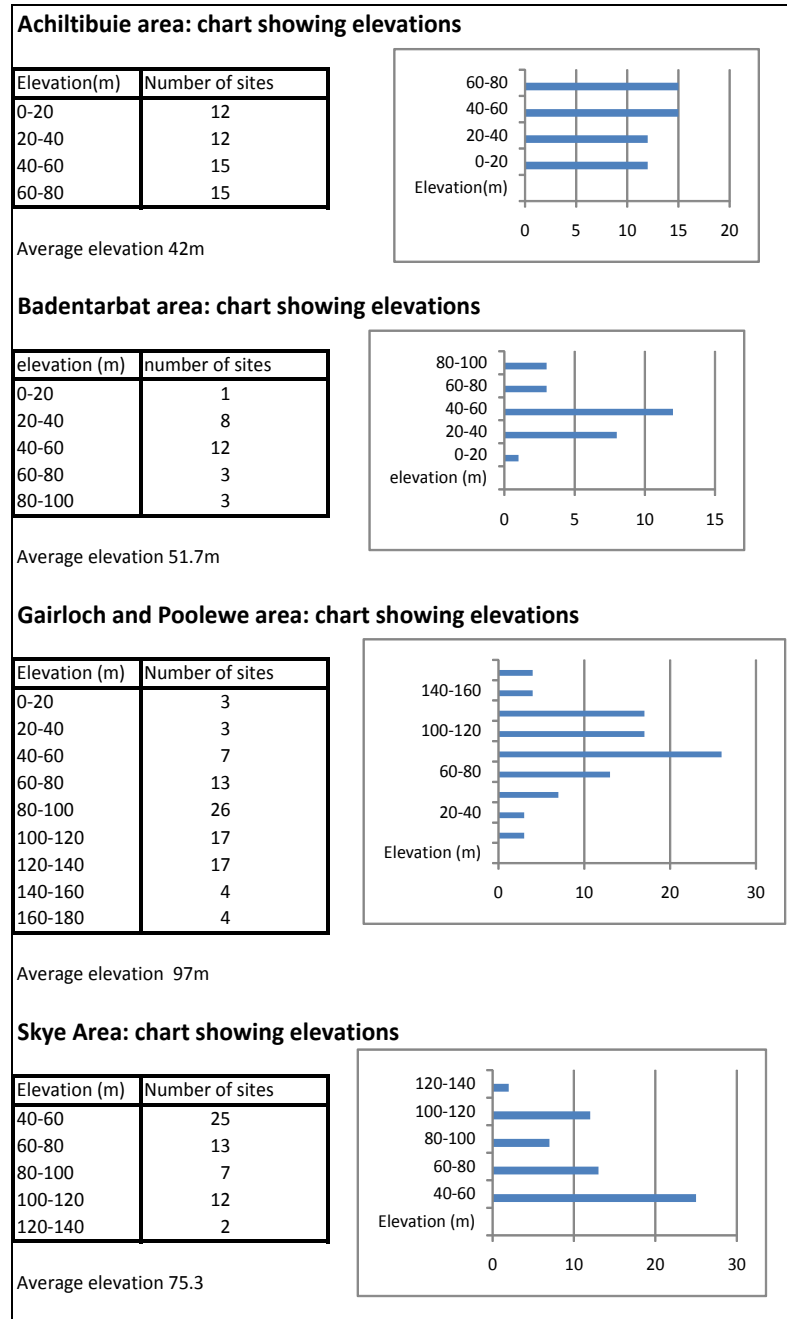 Achiltibuie area: chart showing elevations
Elevation(m) Number of sites
0-20 12
20-40 12
40-60 15
60-80 15
Average elevation 42m
60-80
40-60
20-40
0-20
Elevation(m)
0 5 10 15 20
Badentarbat area: chart showing elevations
elevation (m) number of sites
0-20 1
20-40 8
40-60 12
60-80 3
80-100 3
Average elevation 51.7m
80-100
60-80
40-60
20-40
0-20
elevation (m)
0 5 10 15
Gairloch and Poolewe area: chart showing elevations
Elevation (m) Number of sites
0-20 3
20-40 3
40-60 7
60-80 13
80-100 26
100-120 17
120-140 17
140-160 4
160-180 4
Average elevation  97m
140-160
100-120
60-80
20-40
Elevation (m)
0 10 20 30
Skye Area: chart showing elevations
Elevation (m) Number of sites
40-60 25
60-80 13
80-100 7
100-120 12
120-140 2
Average elevation 75.3
120-140
100-120
80-100
60-80
40-60
Elevation (m)
0 10 20 30